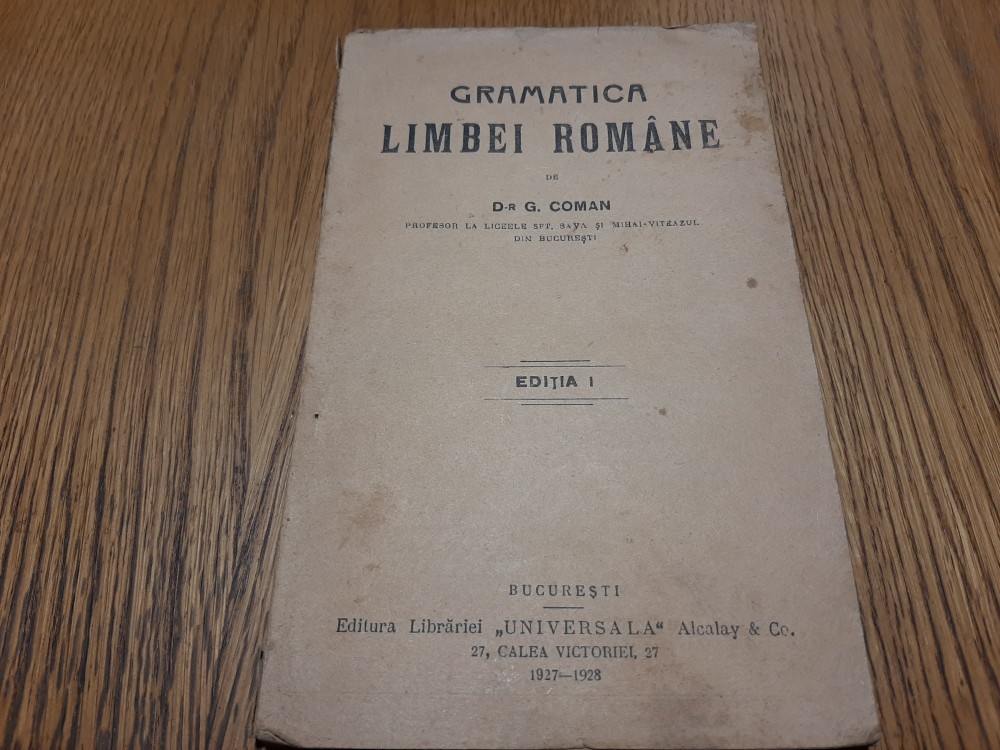 GRAMATICA
LIMBEI ROMÂNE
DE
D-R G. COMAN
PROFESOR LA LICEELE SFT. SAVA ȘI MIHAI-VITEAZUL
DIN BUCUREȘTI
EDIȚIA I
BUCUREȘTI
Editura Librăriei „UNIVERSALA“ Alcalay & Co.
27, CALEA VICTORIEI, 27
1927—1928